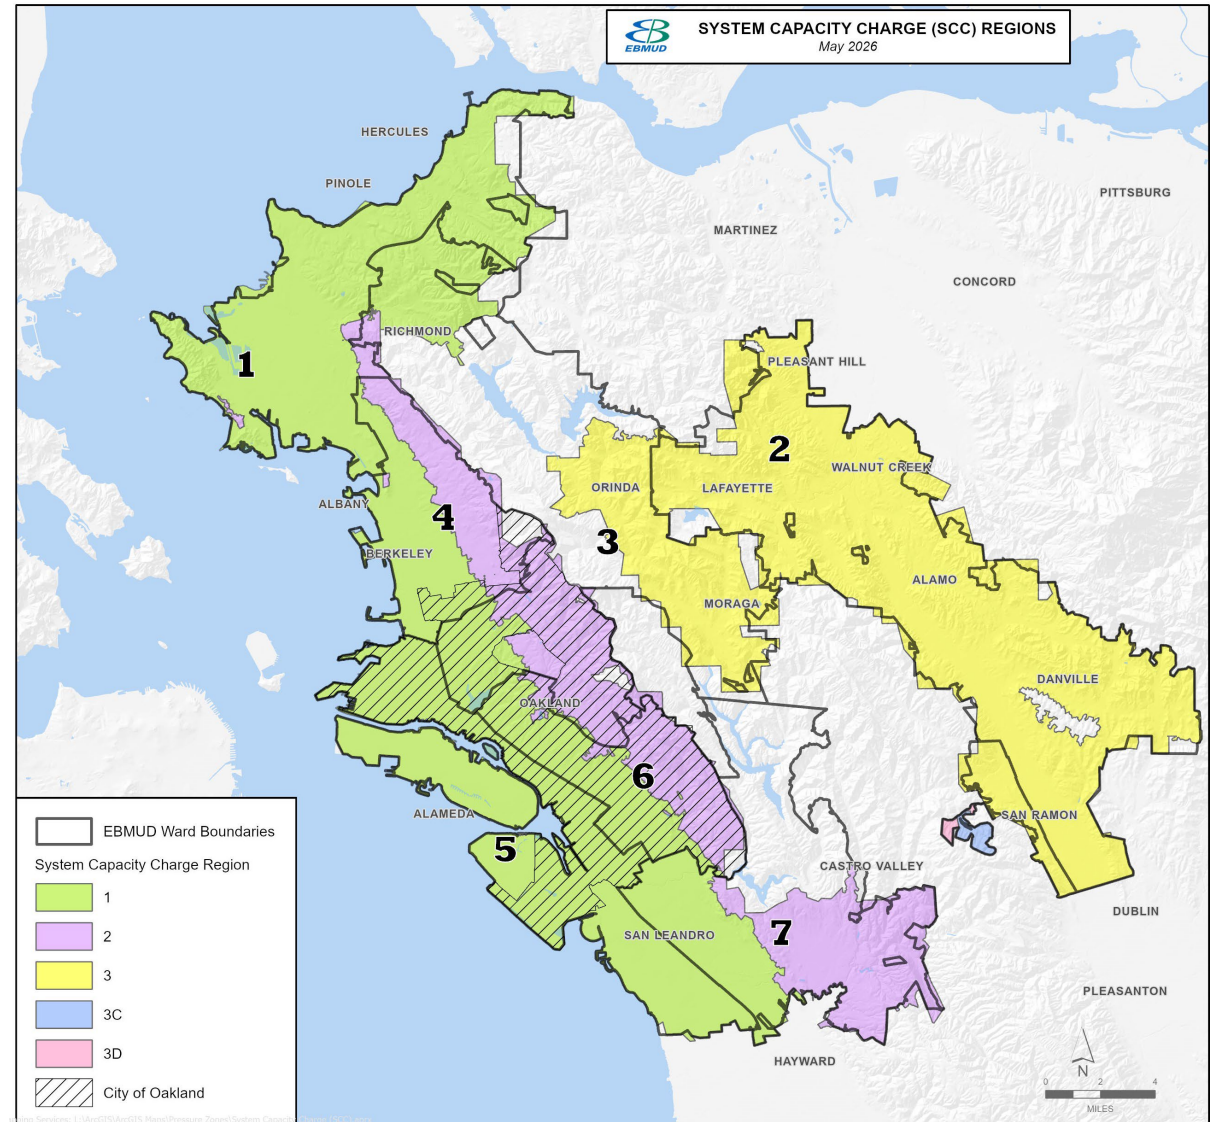 EBMUD
SYSTEM CAPACITY CHARGE (SCC) REGIONS
May 2026
HERCULES
PINOLE
PITTSBURG
MARTINEZ
CONCORD
RICHMOND
1
PLEASANT HILL
2
WALNUT CREEK
ORINDA
LAFAYETTE
ALBANY
4
3
BERKELEY
ALAMO
MORAGA
DANVILLE
OAKLAND
6
ALAMEDA
SAN RAMON
5
CASTRO VALLEY
DUBLIN
SAN LEANDRO
7
PLEASANTON
HAYWARD
EBMUD Ward Boundaries
System Capacity Charge Region
1
2
3
3C
3D
City of Oakland
N
0 2 4
MILES